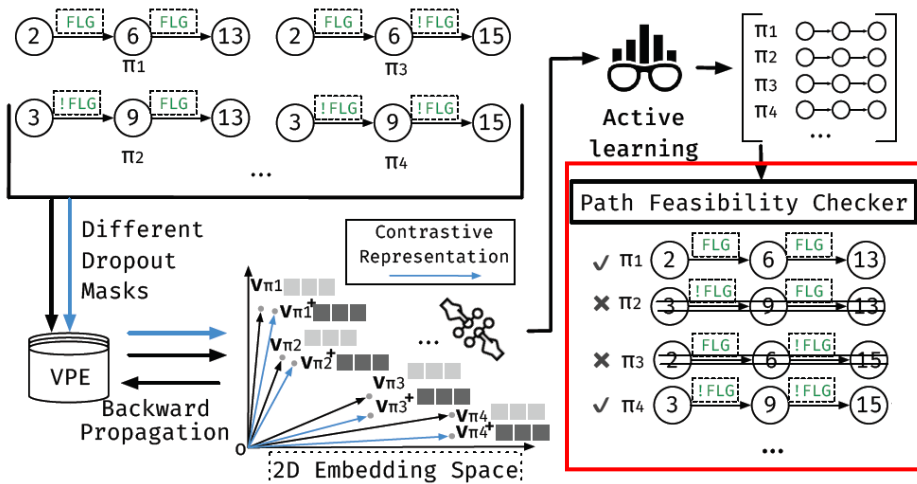 FLG FLG FLG !FLG
2 6 13 2 6 15
π1 π3
!FLG FLG !FLG !FLG
3 9 13 3 9 15
π2 π4
...
Active
learning
π1
π2
π3
π4
...
Path Feasibility Checker
FLG FLG
π1 2 6 13
!FLG FLG
π2 3 9 13
FLG !FLG
π3 2 6 15
!FLG !FLG
π4 3 9 15
...
Different
Dropout
Masks
VPE
Backward
Propagation
Contrastive
Representation
vπ1
vπ1+
vπ2
vπ2+
...
vπ3
vπ3+
vπ4
vπ4+
0
2D Embedding Space